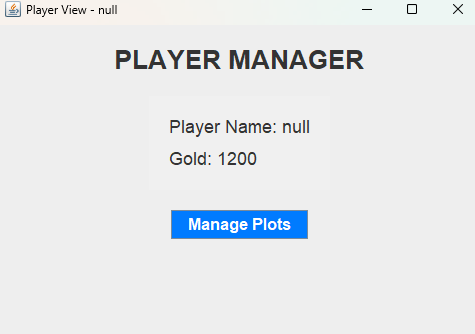 Player View - null
PLAYER MANAGER
Player Name: null
Gold: 1200
Manage Plots